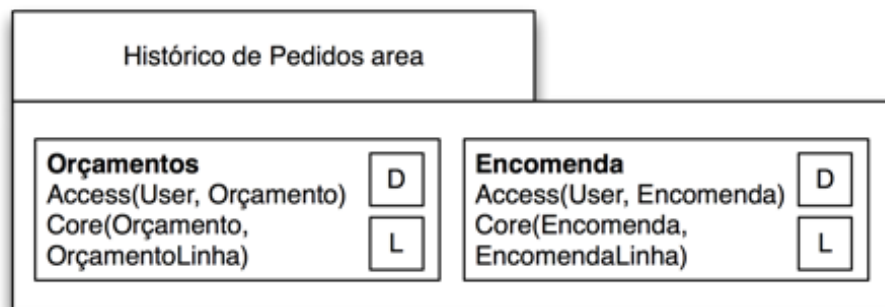 Histórico de Pedidos area
Orçamentos
Access(User, Orçamento)
Core(Orçamento,
OrçamentoLinha)
D
L
Encomenda
Access(User, Encomenda)
Core(Encomenda,
EncomendaLinha)
D
L